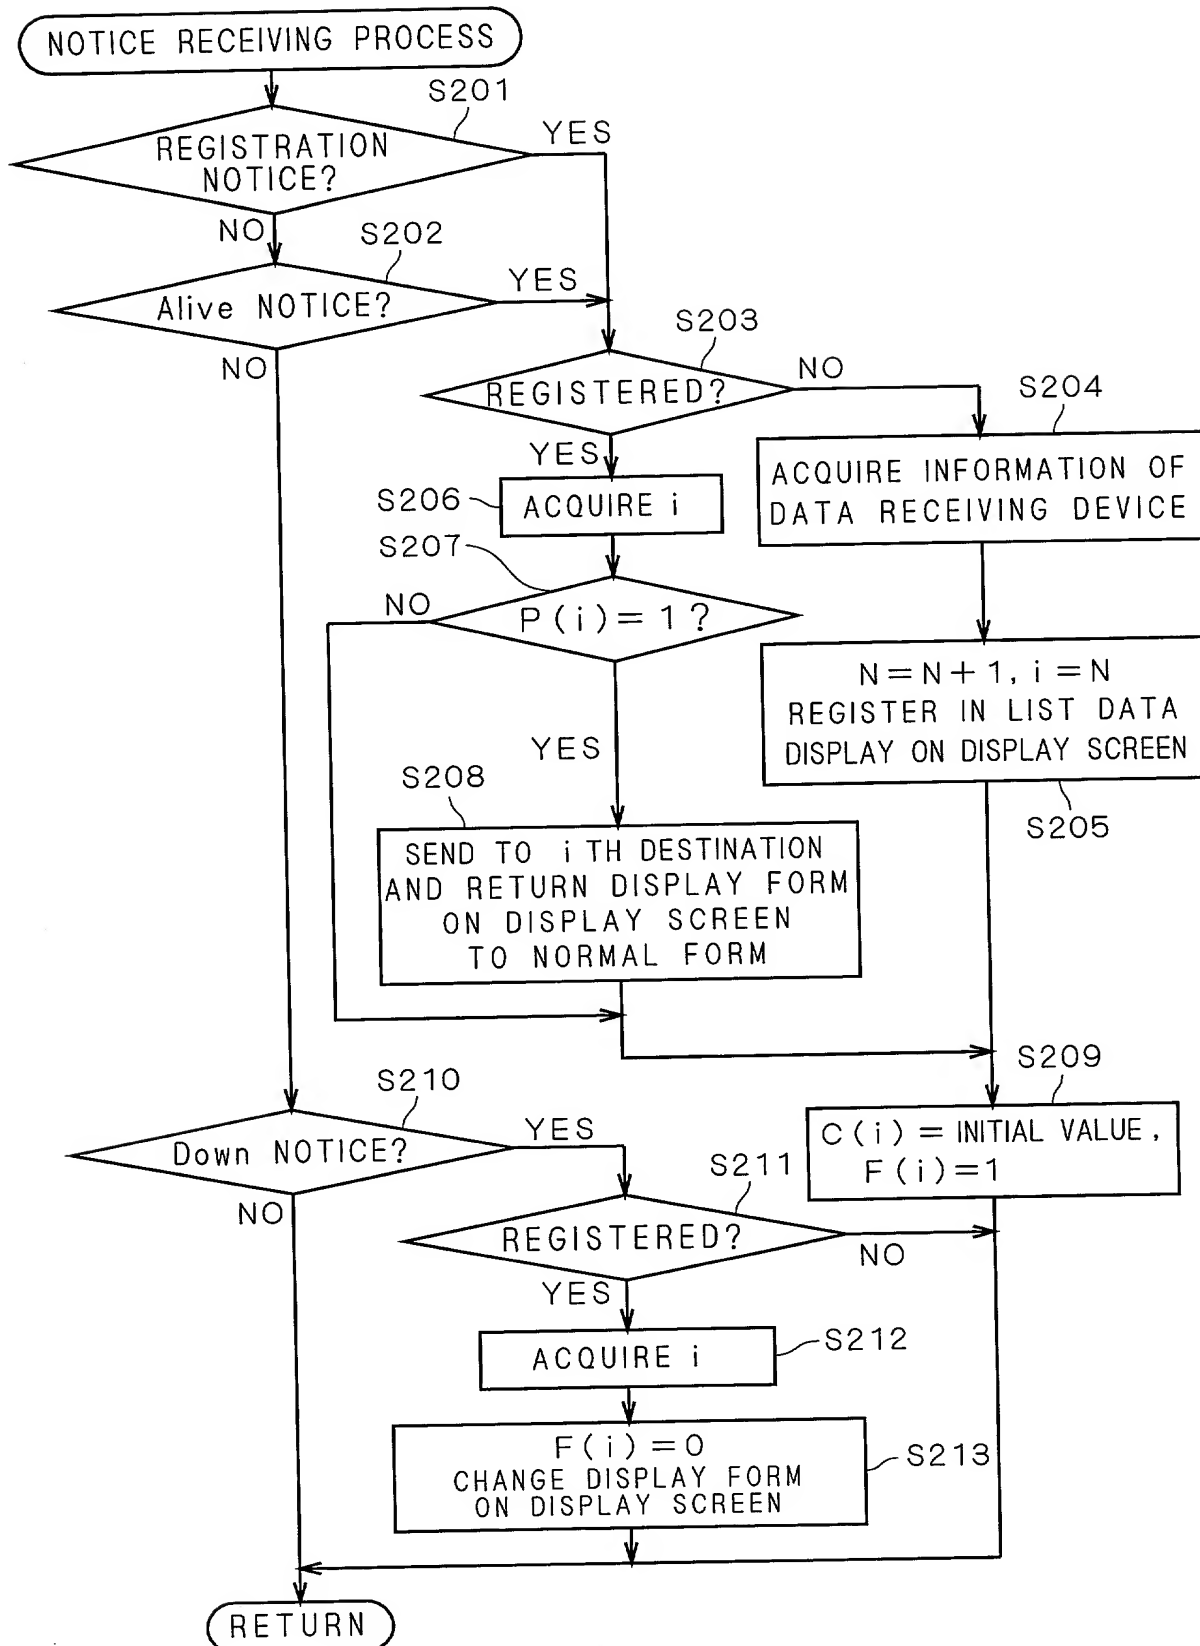 NOTICE RECEIVING PROCESS
S201
REGISTRATION
NOTICE?
YES
NO
S202
Alive NOTICE?
YES
NO
S203
REGISTERED?
NO
YES
S204
ACQUIRE INFORMATION OF
DATA RECEIVING DEVICE
S206
ACQUIRE i
S207
P(i)=1?
NO
YES
N=N+1, i=N
REGISTER IN LIST DATA
DISPLAY ON DISPLAY SCREEN
S205
S208
SEND TO i TH DESTINATION
AND RETURN DISPLAY FORM
ON DISPLAY SCREEN
TO NORMAL FORM
S209
C(i)=INITIAL VALUE,
F(i)=1
S210
Down NOTICE?
YES
NO
S211
REGISTERED?
NO
YES
ACQUIRE i
S212
F(i)=0
CHANGE DISPLAY FORM
ON DISPLAY SCREEN
S213
RETURN